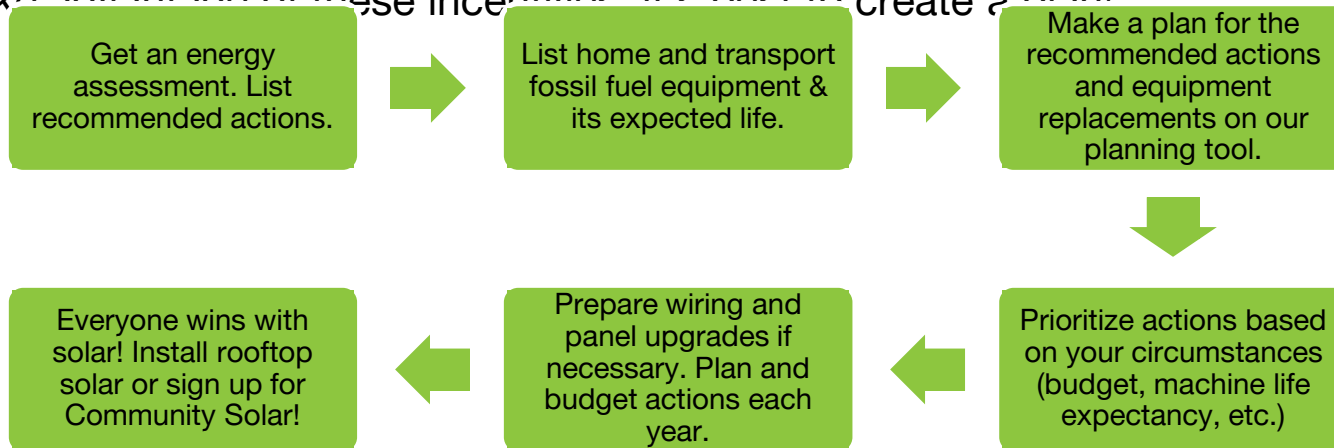 these incen
create a
Get an energy
assessment. List
recommended actions.
List home and transport
fossil fuel equipment &
its expected life.
Make a plan for the
recommended actions
and equipment
replacements on our
planning tool.
Prioritize actions based
on your circumstances
(budget, machine life
expectancy, etc.)
Prepare wiring and
panel upgrades if
necessary. Plan and
budget actions each
year.
Everyone wins with
solar! Install rooftop
solar or sign up for
Community Solar!